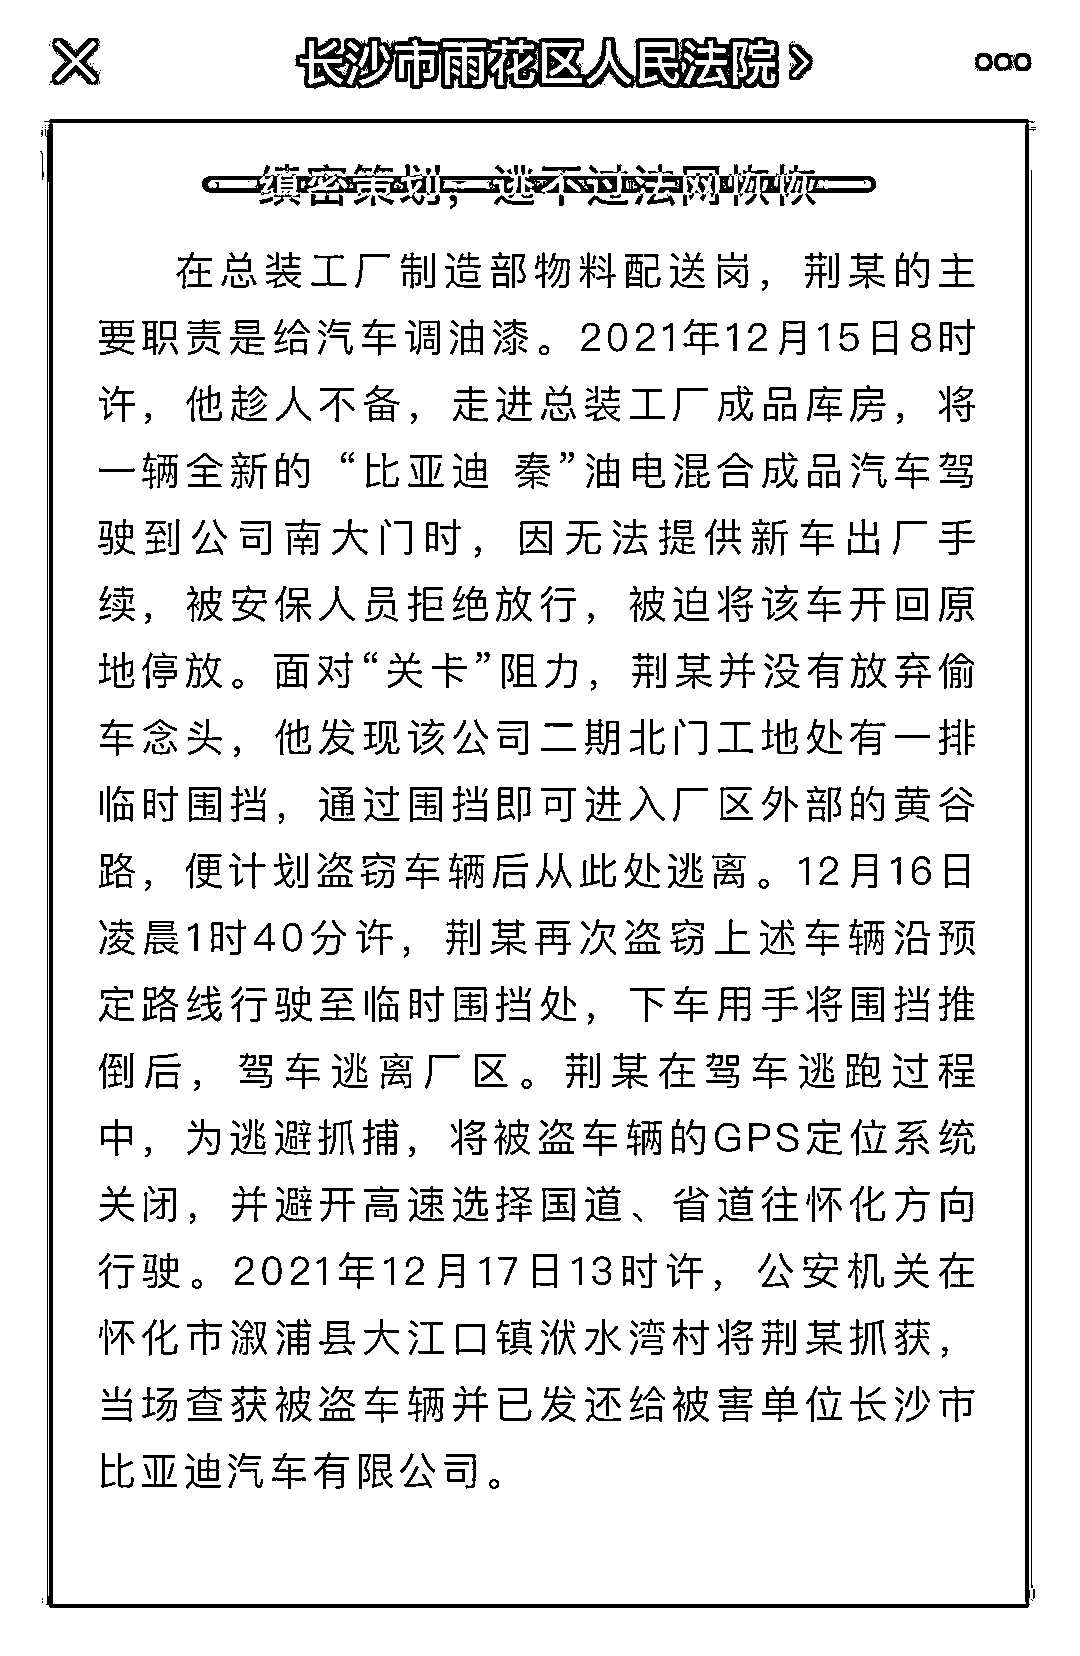 长沙市雨花区人民法院
缜密策划，逃不过法网恢恢
在总装工厂制造部物料配送岗，荆某的主
要职责是给汽车调油漆。2021年12月15日8时
许，他趁人不备，走进总装工厂成品库房，将
一辆全新的“比亚迪 秦”油电混合成品汽车驾
驶到公司南大门时，因无法提供新车出厂手
续，被安保人员拒绝放行，被迫将该车开回原
地停放。面对“关卡”阻力，荆某并没有放弃偷
车念头，他发现该公司二期北门工地处有一排
临时围挡，通过围挡即可进入厂区外部的黄谷
路，便计划盗窃车辆后从此处逃离。12月16日
凌晨1时40分许，荆某再次盗窃上述车辆沿预
定路线行驶至临时围挡处，下车用手将围挡推
倒后，驾车逃离厂区。荆某在驾车逃跑过程
中，为逃避抓捕，将被盗车辆的GPS定位系统
关闭，并避开高速选择国道、省道往怀化方向
行驶。2021年12月17日13时许，公安机关在
怀化市溆浦县大江口镇洑水湾村将荆某抓获，
当场查获被盗车辆并已发还给被害单位长沙市
比亚迪汽车有限公司。